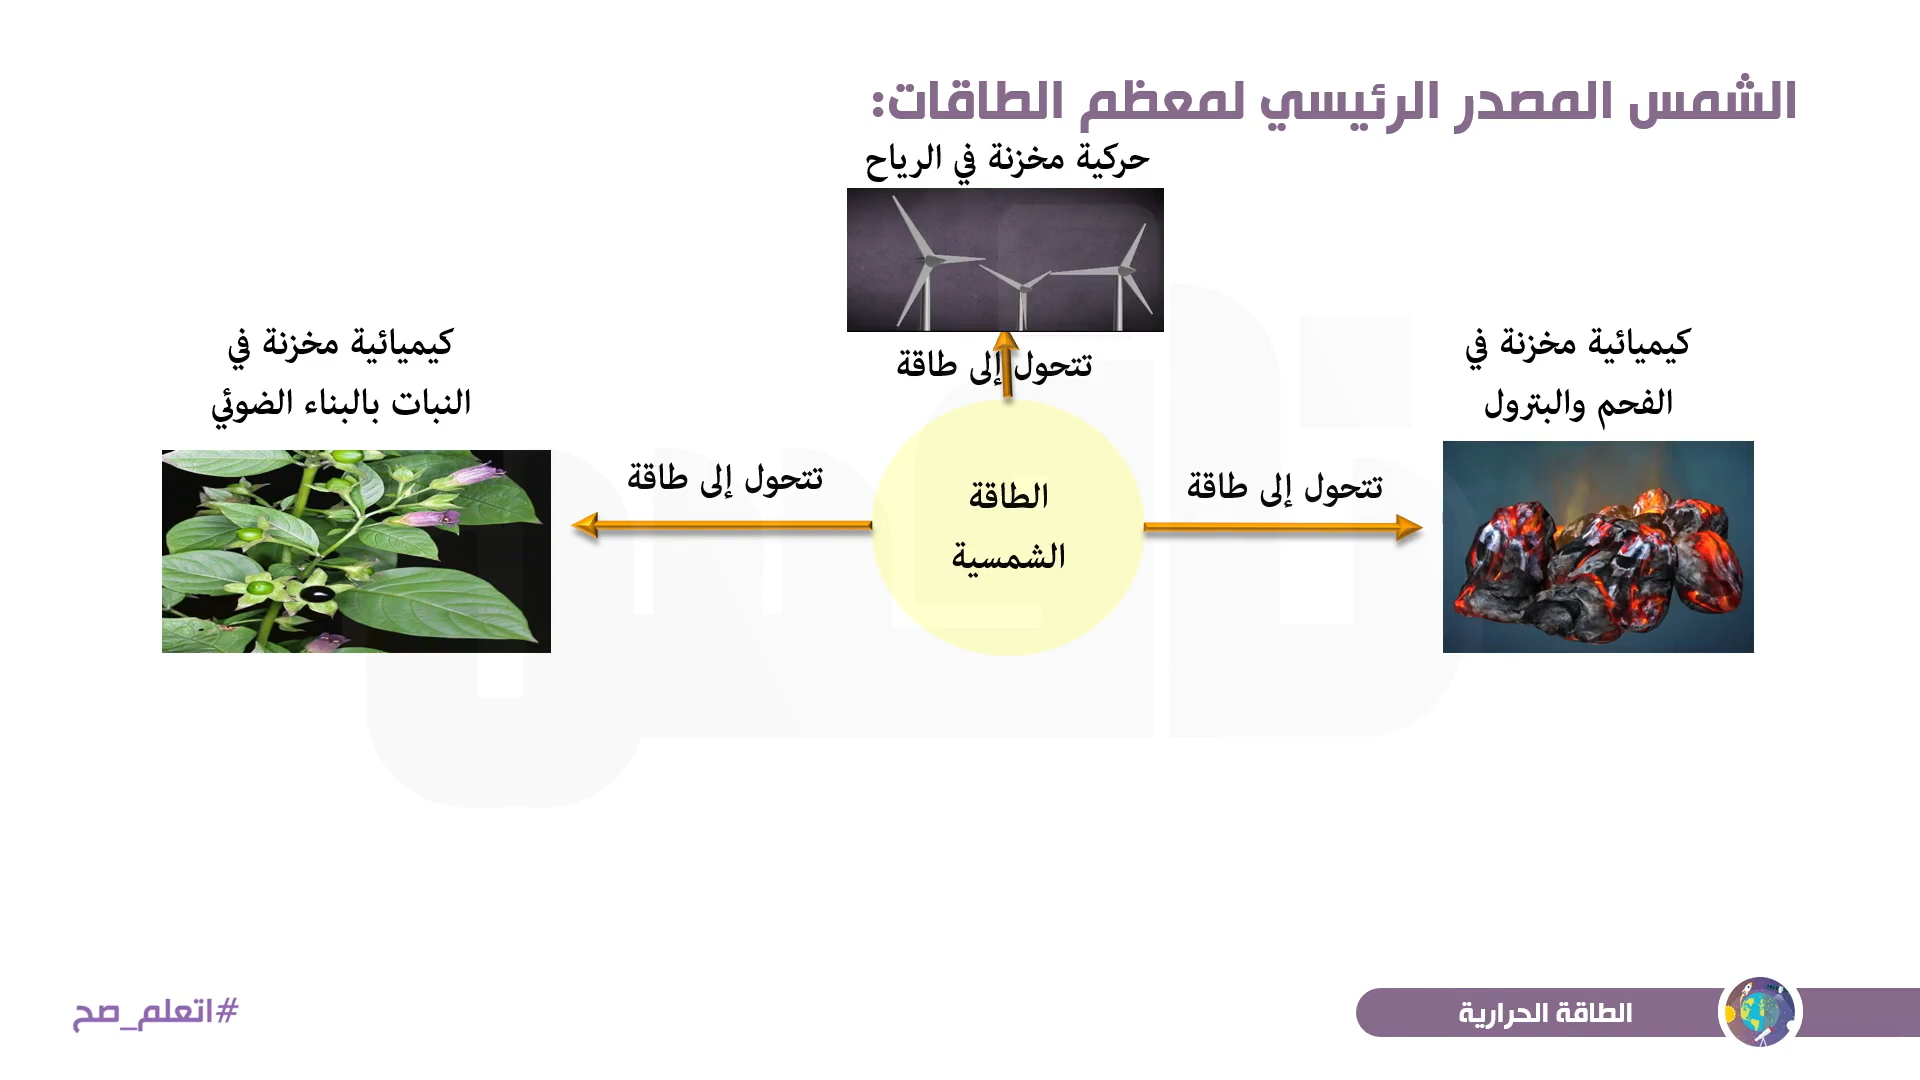 الشمس المصدر الرئيسي لمعظم الطاقات:
حركية مخزنة في الرياح
تتحول إلى طاقة
كيميائية مخزنة في
الفحم والبترول
تتحول إلى طاقة
الطاقة
الشمسية
تتحول إلى طاقة
كيميائية مخزنة في
النبات بالبناء الضوئي
الطاقة الحرارية
#اتعلم_صح